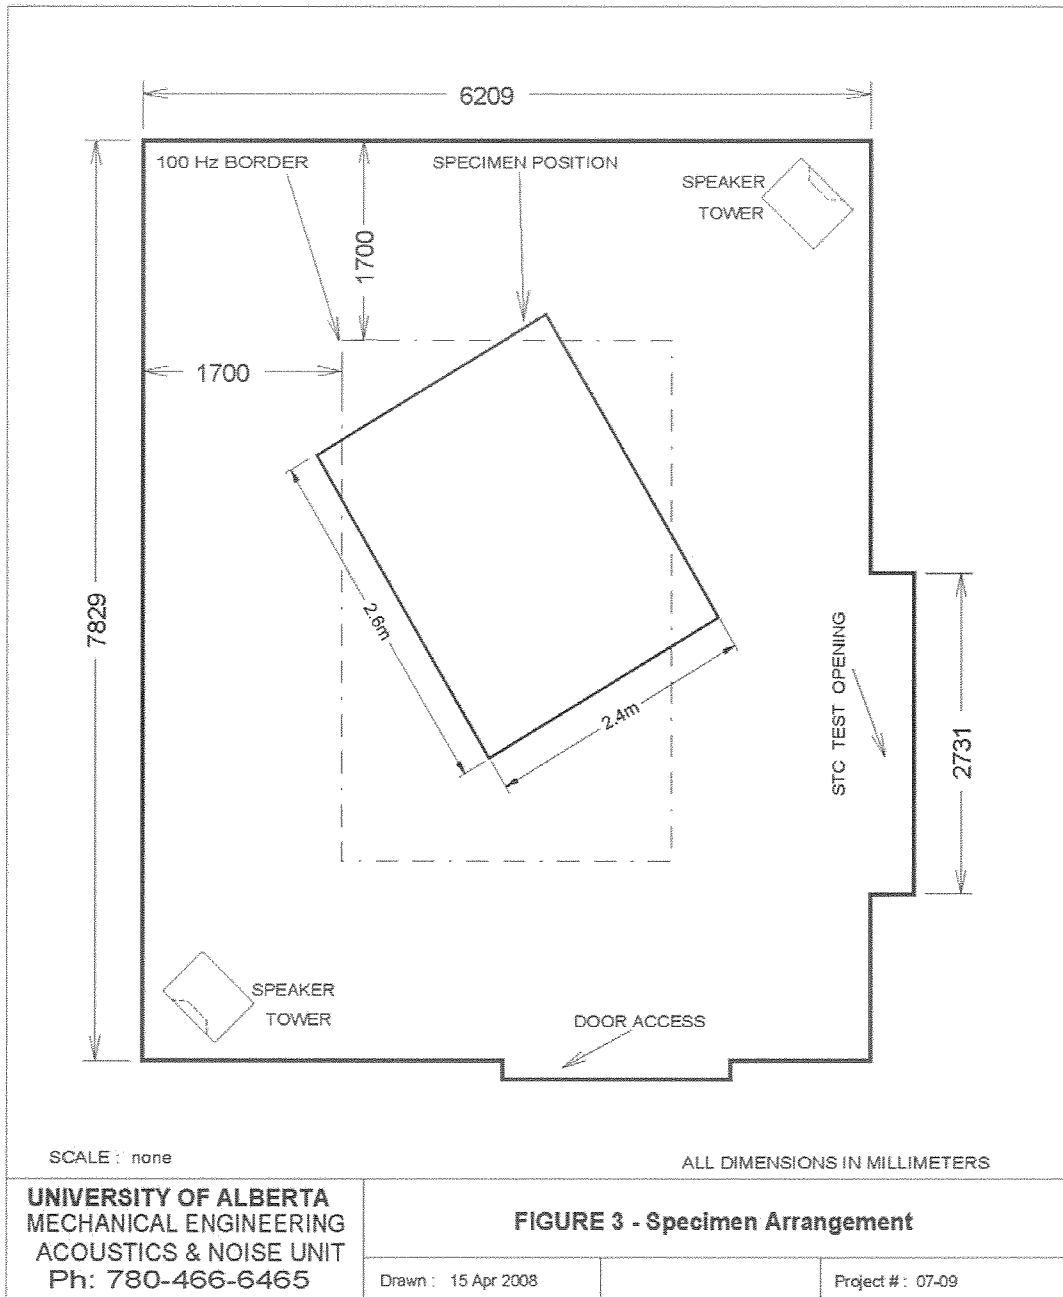 6209
100 Hz BORDER
SPECIMEN POSITION
SPEAKER
TOWER
1700
1700
7829
2.6m
2.4m
STC TEST OPENING
2731
SPEAKER
TOWER
DOOR ACCESS
SCALE : none
ALL DIMENSIONS IN MILLIMETERS
UNIVERSITY OF ALBERTA
MECHANICAL ENGINEERING
ACOUSTICS & NOISE UNIT
Ph: 780-466-6465
FIGURE 3 - Specimen Arrangement
Drawn : 15 Apr 2008
Project # : 07-09